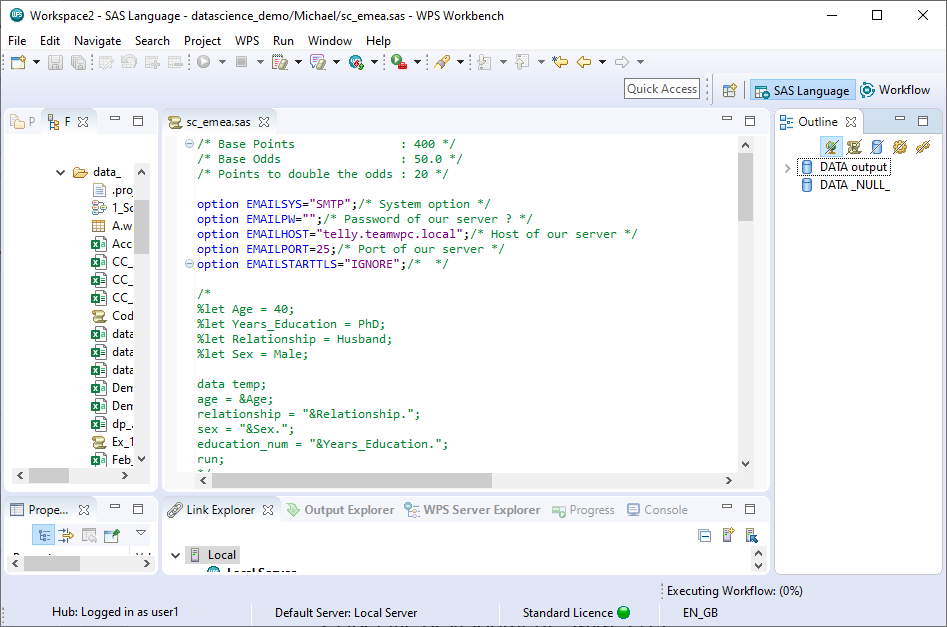 Workspace2 - SAS Language - datascience_demo/Michael/sc_emea.sas - WPS Workbench
File Edit Navigate Search Project WPS Run Window Help
Quick Access
SAS Language
Workflow
P
F
data_
.proj
1_Sc
A.w
Acc
CC_
CC_
CC_
Cod
data
data
data
Dem
Dem
dp_.
Ex_1
Feb_
sc_emea.sas
/* Base Points : 400 */
/* Base Odds : 50.0 */
/* Points to double the odds : 20 */
option EMAILSYS="SMTP";/* System option */
option EMAILPW="";/* Password of our server ? */
option EMAILHOST="telly.teamwpc.local";/* Host of our server */
option EMAILPORT=25;/* Port of our server */
option EMAILSTARTTLS="IGNORE";/* */
/*
%let Age = 40;
%let Years_Education = PhD;
%let Relationship = Husband;
%let Sex = Male;
data temp;
age = &Age;
relationship = "&Relationship.";
sex = "&Sex.";
education_num = "&Years_Education.";
run;
*/
Outline
DATA output
DATA _NULL_
Prope...
Link Explorer
Output Explorer
WPS Server Explorer
Progress
Console
Local
Local Server
Executing Workflow: (0%)
Hub: Logged in as user1
Default Server: Local Server
Standard Licence
EN_GB